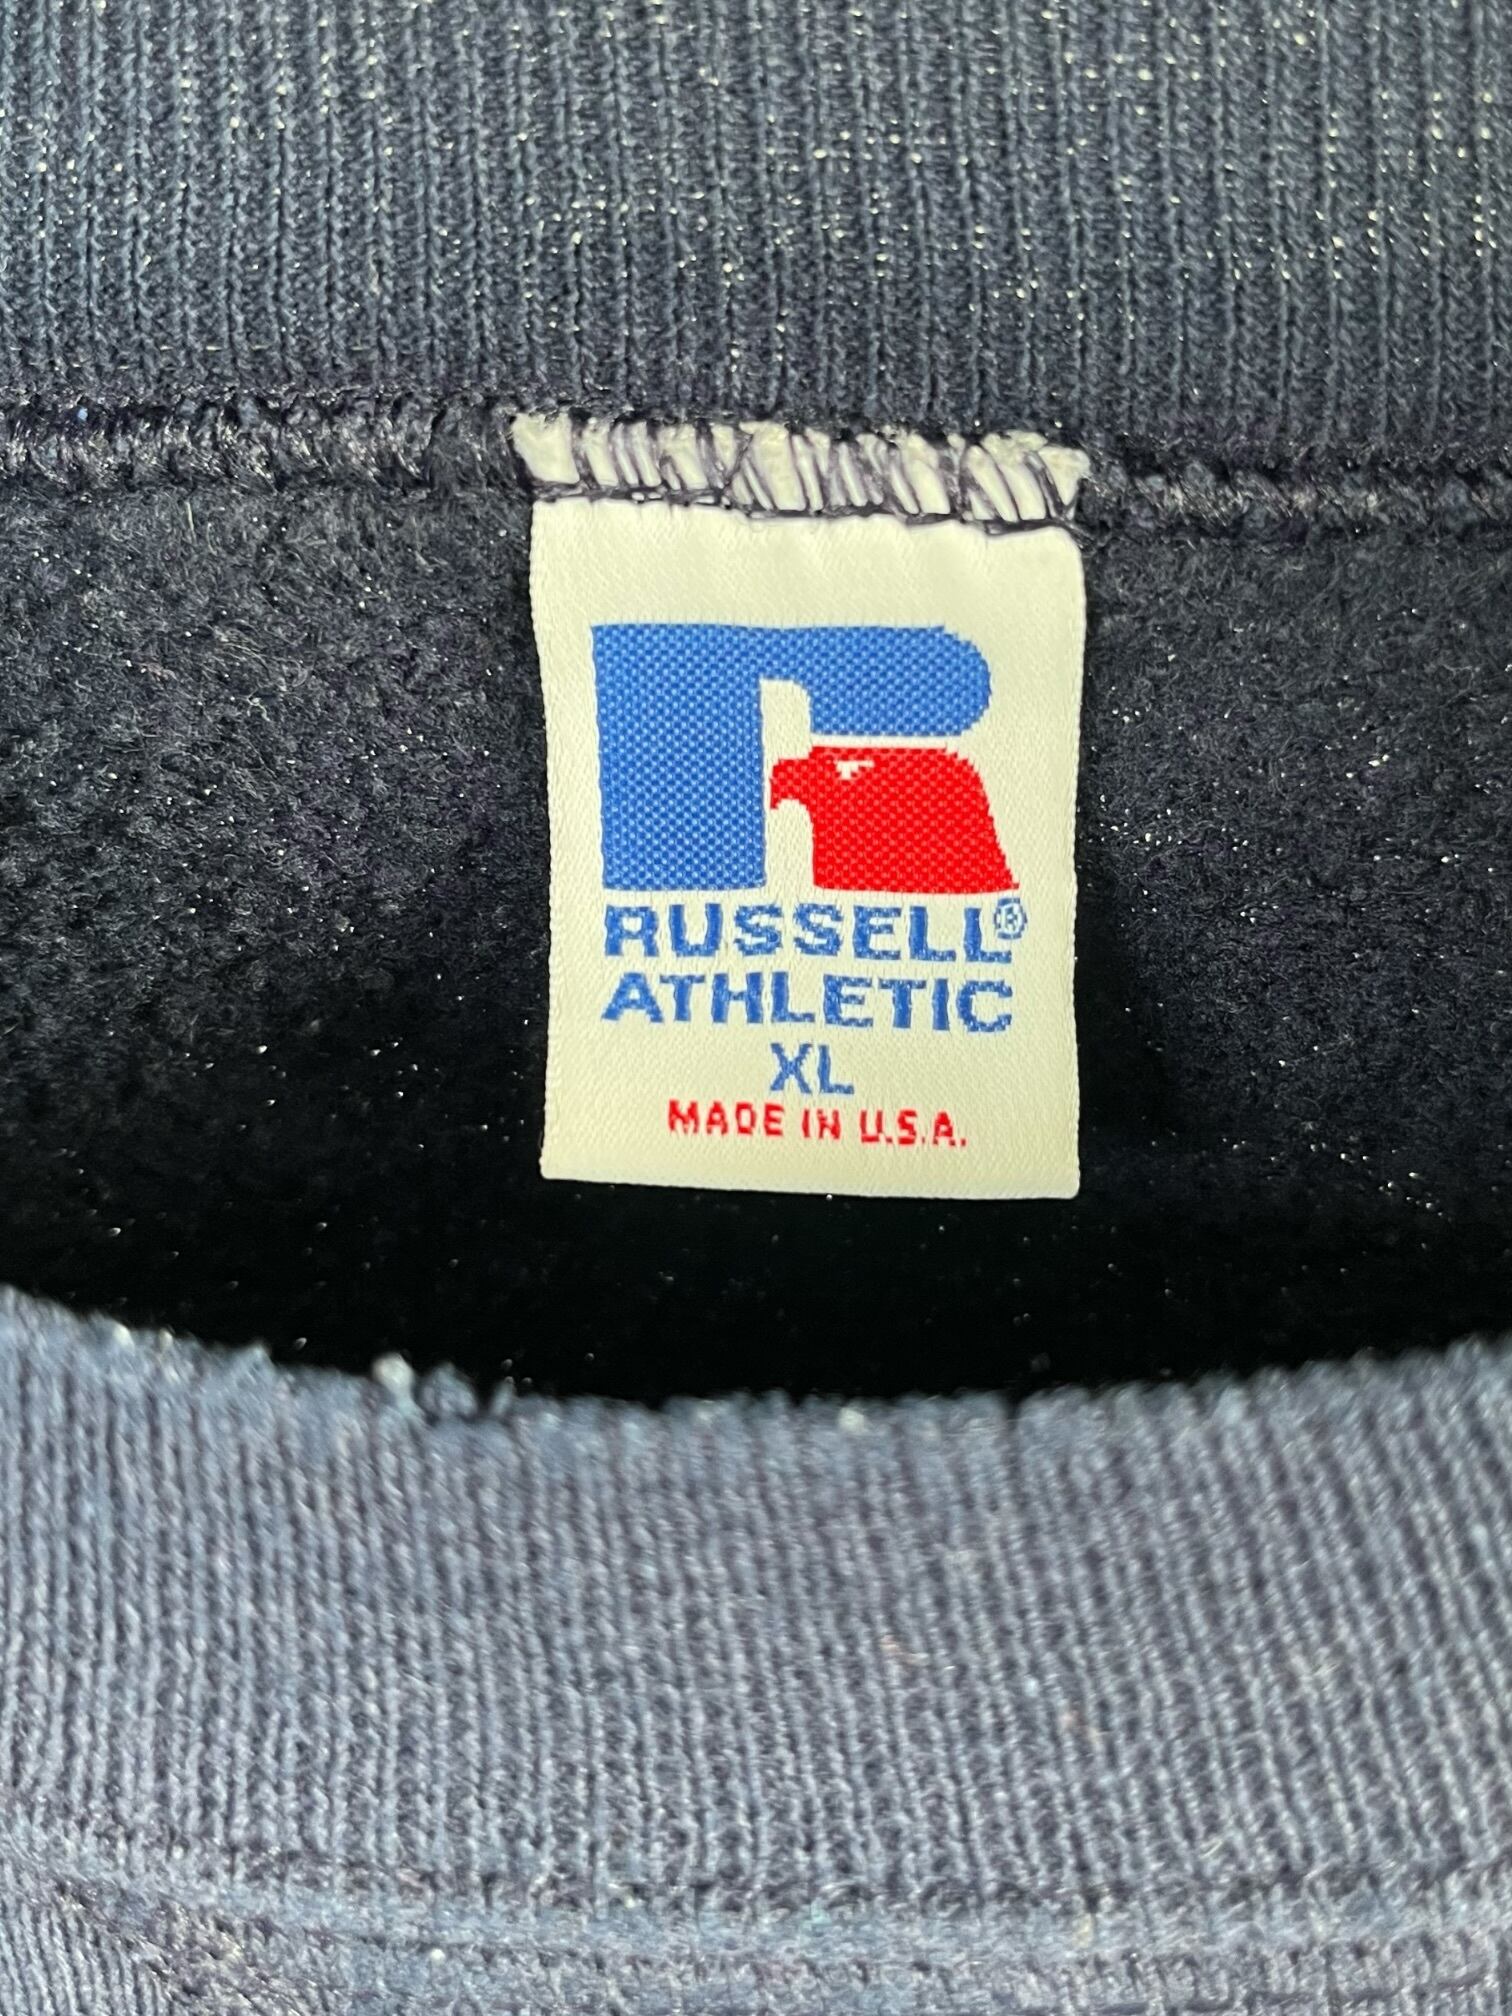 RUSSELL®
ATHLETIC
XL
MADE IN U.S.A.